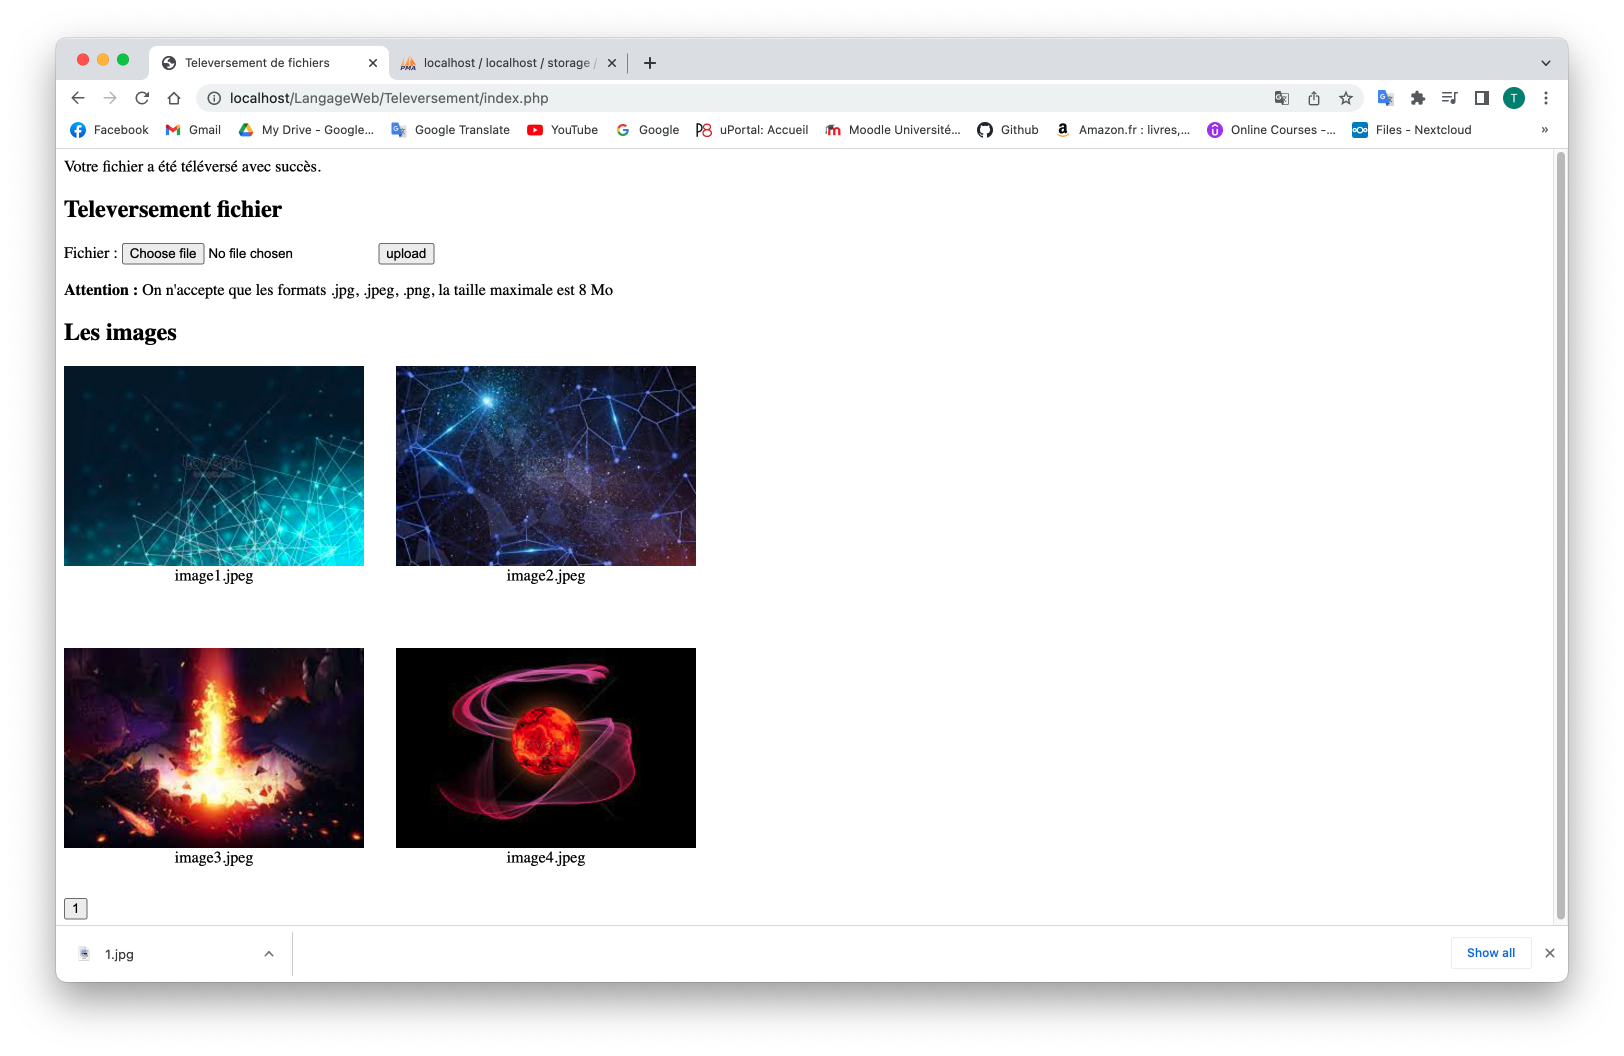 Televersement de fichiers
localhost / localhost / storage /
localhost/LangageWeb/Televersement/index.php
T
Facebook Gmail My Drive - Google... Google Translate YouTube Google uPortal: Accueil Moodle Université... Github Amazon.fr : livres,... Online Courses -... Files - Nextcloud »
Votre fichier a été téléversé avec succès.
Televersement fichier
Fichier : Choose file No file chosen upload
Attention : On n'accepte que les formats .jpg, .jpeg, .png, la taille maximale est 8 Mo
Les images
image1.jpeg image2.jpeg
image3.jpeg image4.jpeg
1
1.jpg Show all